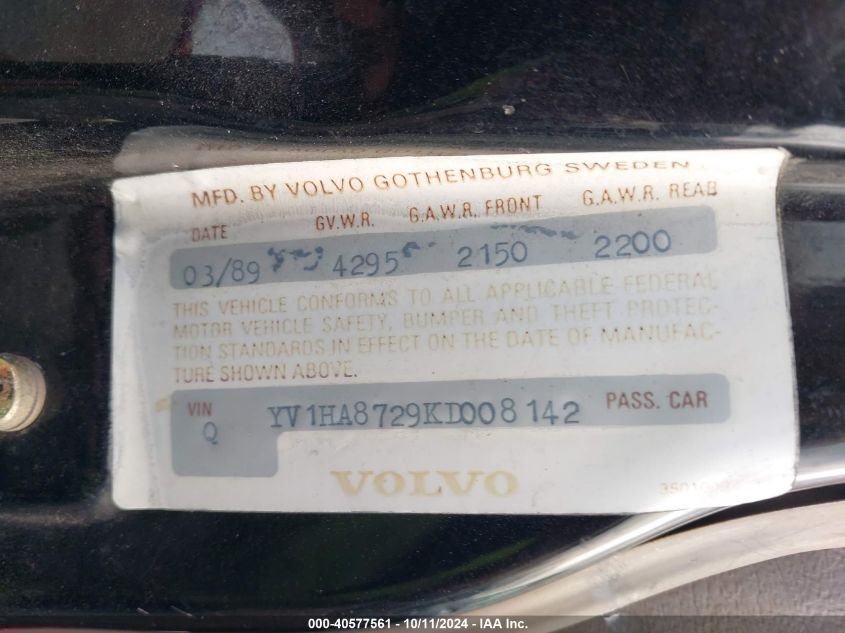 MFD. BY VOLVO GOTHENBURG SWEDEN
DATE GV.W.R. G.A.W.R. FRONT G.A.W.R. REAR
03/89 4295 2150 2200
THIS VEHICLE CONFORMS TO ALL APPLICABLE FEDERAL
MOTOR VEHICLE SAFETY, BUMPER AND THEFT PROTEC-
TION STANDARDS IN EFFECT ON THE DATE OF MANUFAC-
TURE SHOWN ABOVE.
VIN YV1HA8729KD008142 PASS. CAR
Q
VOLVO
000-40577561 - 10/11/2024 - IAA Inc.